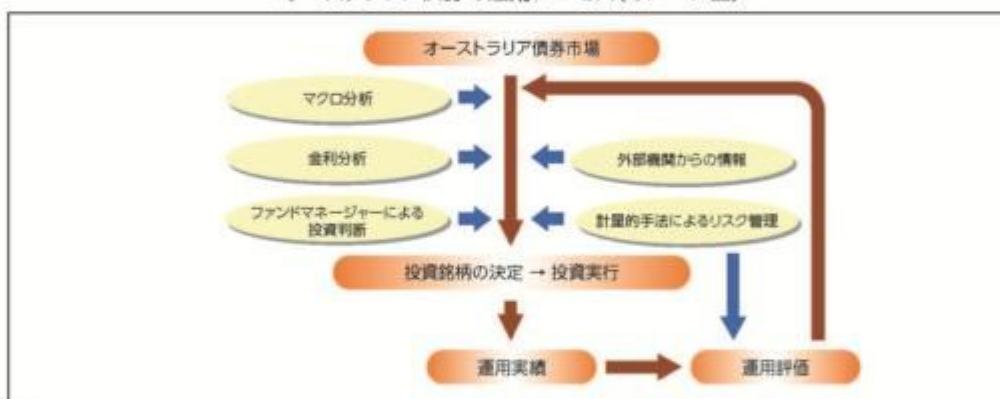 オーストラリア債券市場
マクロ分析
金利分析
外部機関からの情報
ファンドマネージャーによる
投資判断
計量的手法によるリスク管理
投資銘柄の決定 → 投資実行
運用実績
運用評価